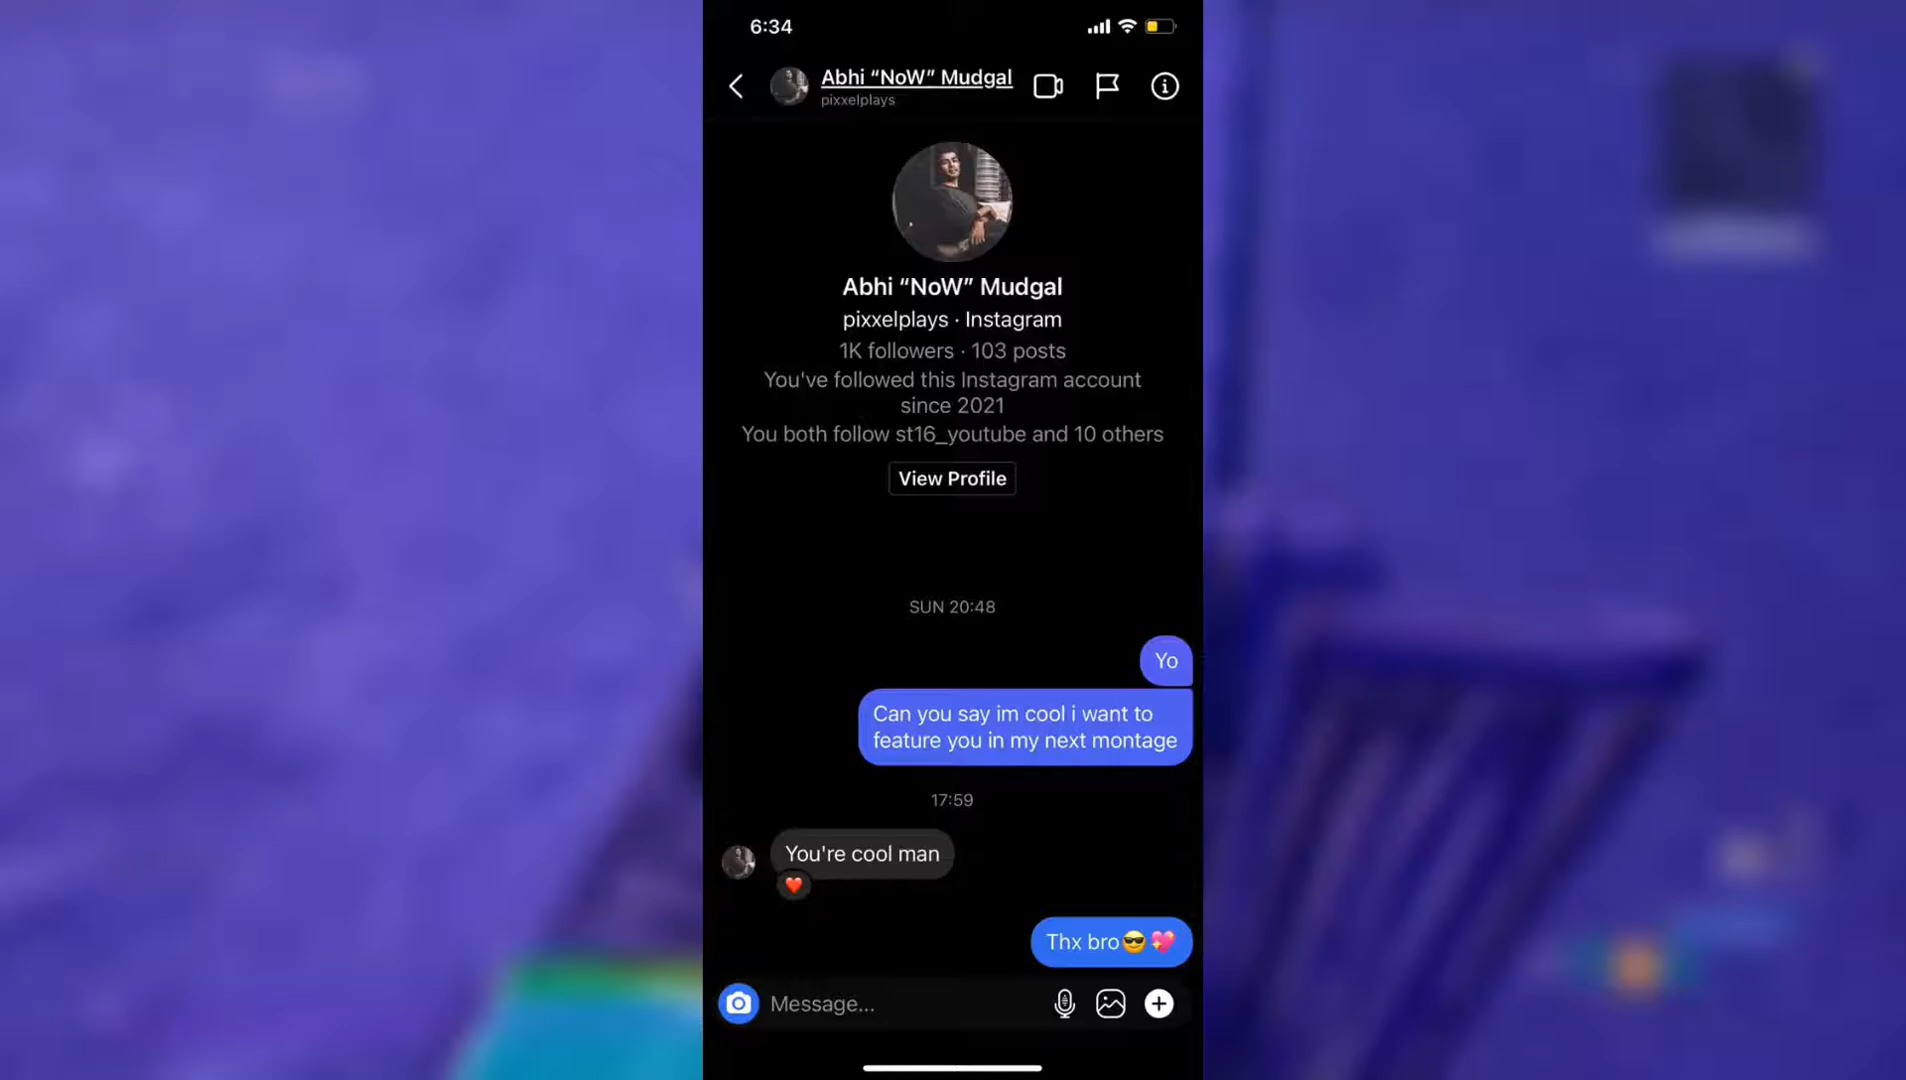 6:34
Abhi “NoW” Mudgal
pixxelplays
Abhi “NoW” Mudgal
pixxelplays · Instagram
1K followers · 103 posts
You've followed this Instagram account
since 2021
You both follow st16_youtube and 10 others
View Profile
SUN 20:48
Yo
Can you say im cool i want to
feature you in my next montage
17:59
You're cool man
❤️
Thx bro😎💖
Message...